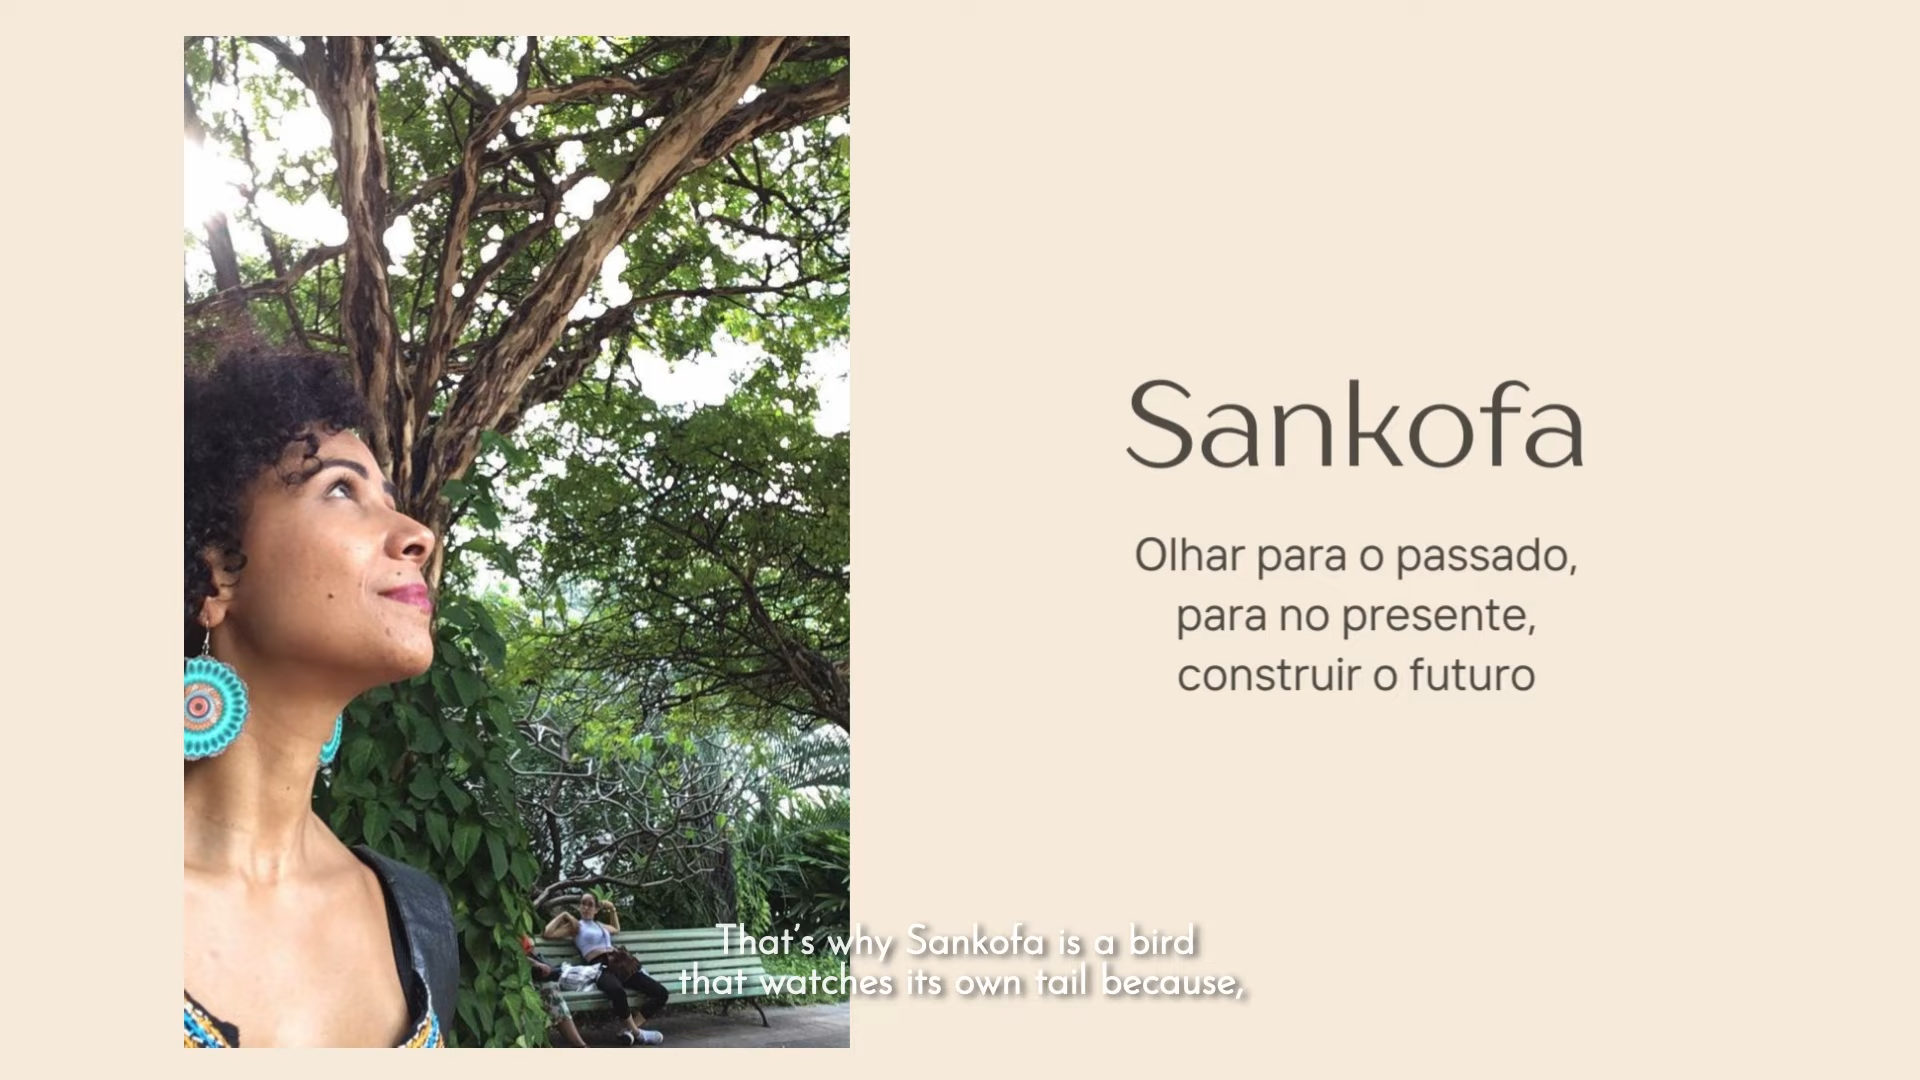 Sankofa
Olhar para o passado,
para no presente,
construir o futuro
That's why Sankofa is a bird
that watches its own tail because,